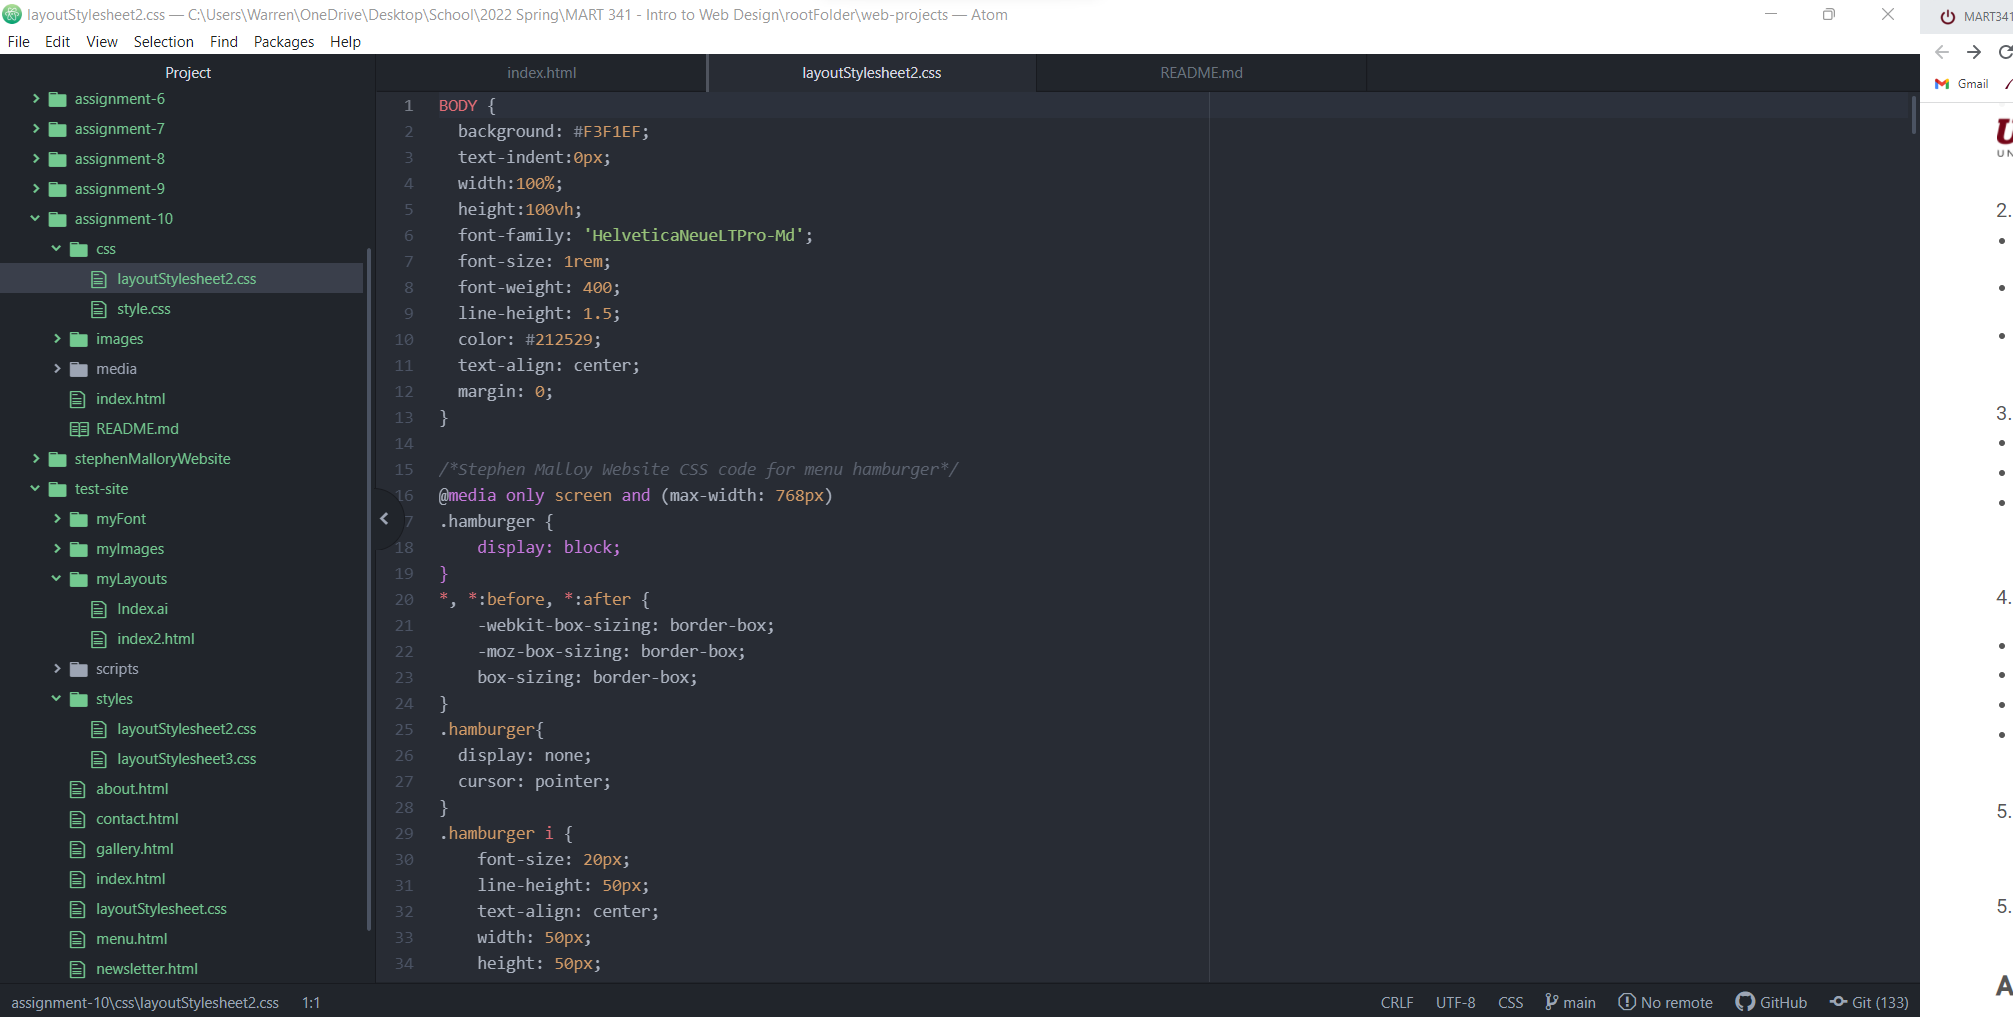 layoutStylesheet2.css — C:\Users\Warren\OneDrive\Desktop\School\2022 Spring\MART 341 - Intro to Web Design\rootFolder\web-projects — Atom
File Edit View Selection Find Packages Help
Project
assignment-6
assignment-7
assignment-8
assignment-9
assignment-10
css
layoutStylesheet2.css
style.css
images
media
index.html
README.md
stephenMalloryWebsite
test-site
myFont
myImages
myLayouts
Index.ai
index2.html
scripts
styles
layoutStylesheet2.css
layoutStylesheet3.css
about.html
contact.html
gallery.html
index.html
layoutStylesheet.css
menu.html
newsletter.html
index.html layoutStylesheet2.css README.md
1 BODY {
2 background: #F3F1EF;
3 text-indent:0px;
4 width:100%;
5 height:100vh;
6 font-family: 'HelveticaNeueLTPro-Md';
7 font-size: 1rem;
8 font-weight: 400;
9 line-height: 1.5;
10 color: #212529;
11 text-align: center;
12 margin: 0;
13 }
14
15 /*Stephen Malloy Website CSS code for menu hamburger*/
16 @media only screen and (max-width: 768px)
7 .hamburger {
18 display: block;
19 }
20 *, *:before, *:after {
21 -webkit-box-sizing: border-box;
22 -moz-box-sizing: border-box;
23 box-sizing: border-box;
24 }
25 .hamburger{
26 display: none;
27 cursor: pointer;
28 }
29 .hamburger i {
30 font-size: 20px;
31 line-height: 50px;
32 text-align: center;
33 width: 50px;
34 height: 50px;
assignment-10\css\layoutStylesheet2.css 1:1 CRLF UTF-8 CSS main No remote GitHub Git (133)
MART341
Gmail
U
UN
2.
•
•
•
3.
•
•
•
4.
•
•
•
•
5.
5.
A